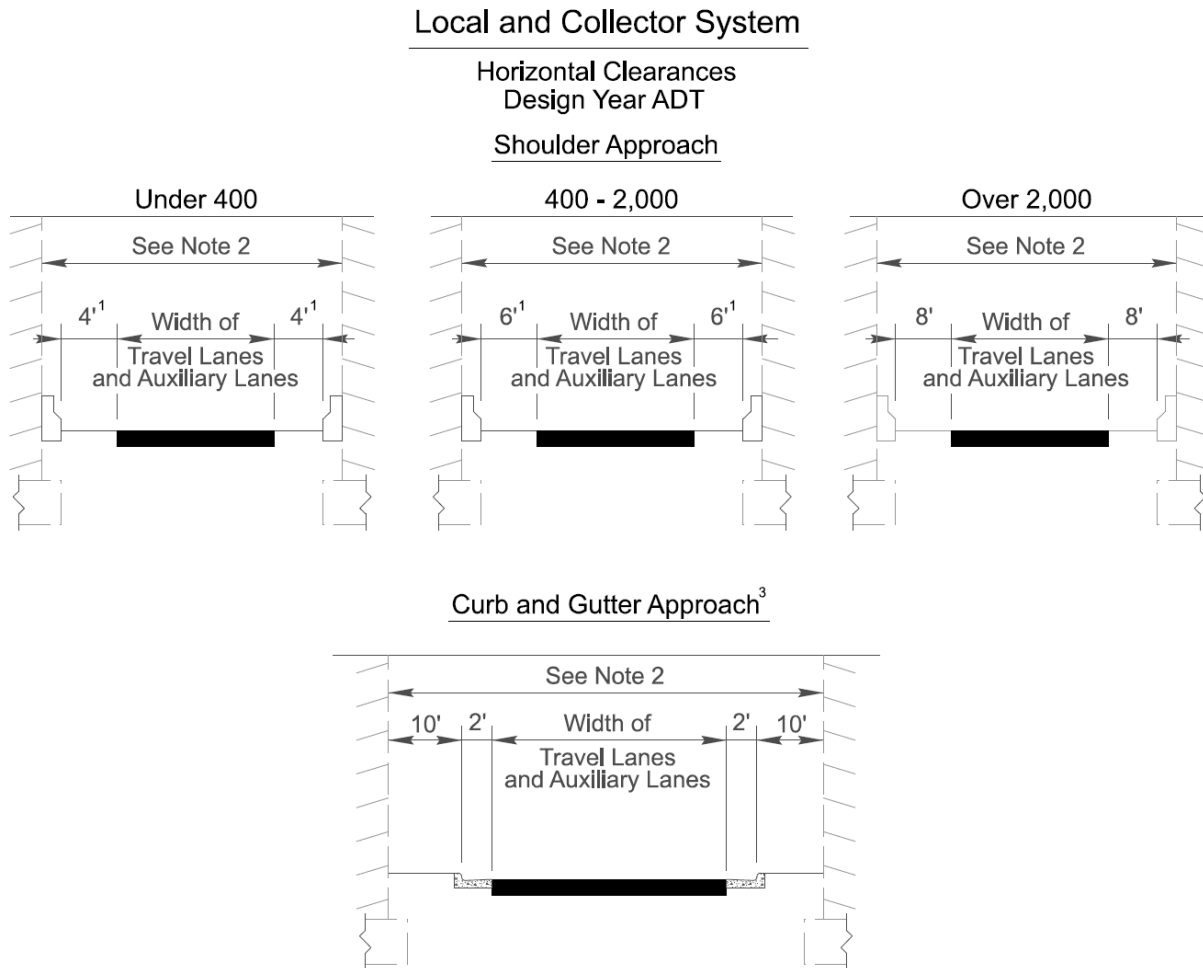 Local and Collector System
Horizontal Clearances
Design Year ADT
Shoulder Approach
Under 400
See Note 2
4'¹
Width of
4'¹
Travel Lanes
and Auxiliary Lanes
400 - 2,000
See Note 2
6'¹
Width of
6'¹
Travel Lanes
and Auxiliary Lanes
Over 2,000
See Note 2
8'
Width of
8'
Travel Lanes
and Auxiliary Lanes
Curb and Gutter Approach³
See Note 2
10'
2'
Width of
2'
10'
Travel Lanes
and Auxiliary Lanes